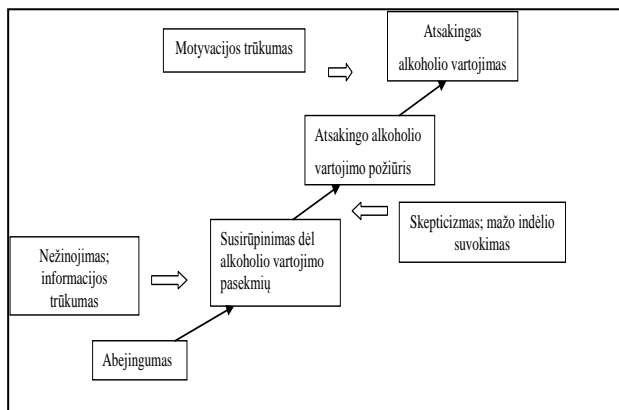 Motyvacijos trūkumas
Atsakingas
alkoholio vartojimas
Atsakingo alkoholio
vartojimo požiūris
Skepticizmas; mažo indėlio
suvokimas
Susirūpinimas dėl
alkoholio vartojimo
pasekmių
Nežinojimas;
informacijos
trūkumas
Abejingumas